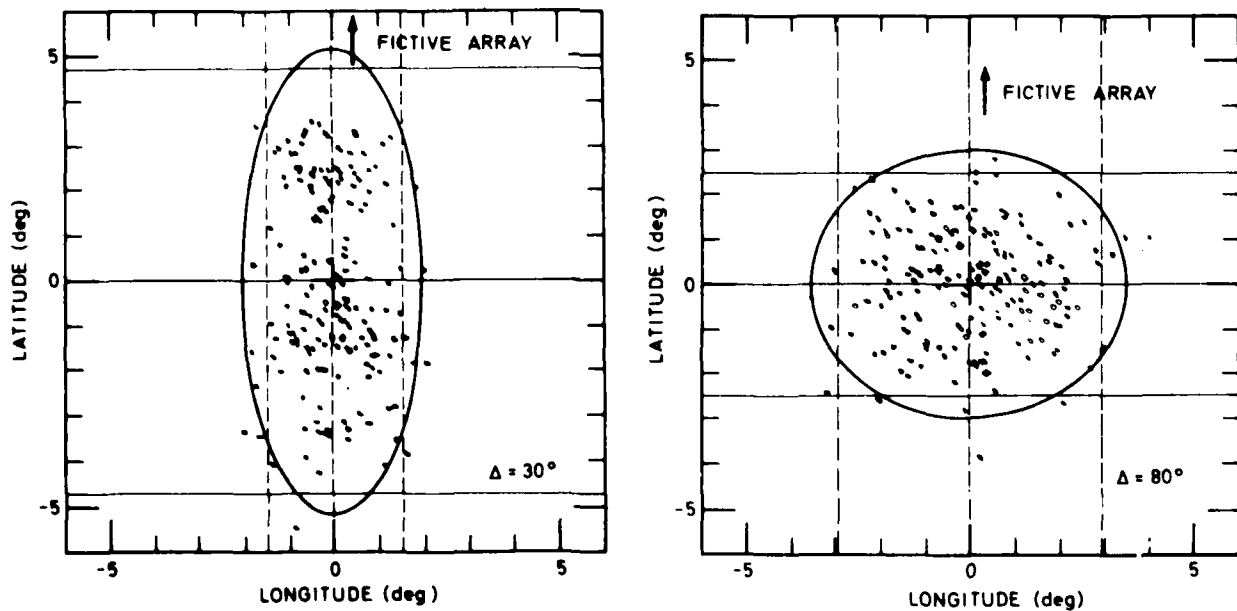 FICTIVE ARRAY
5
0
-5
LATITUDE (deg)
Δ = 30°
-5
0
5
LONGITUDE (deg)
FICTIVE ARRAY
5
0
-5
LATITUDE (deg)
Δ = 80°
-5
0
5
LONGITUDE (deg)